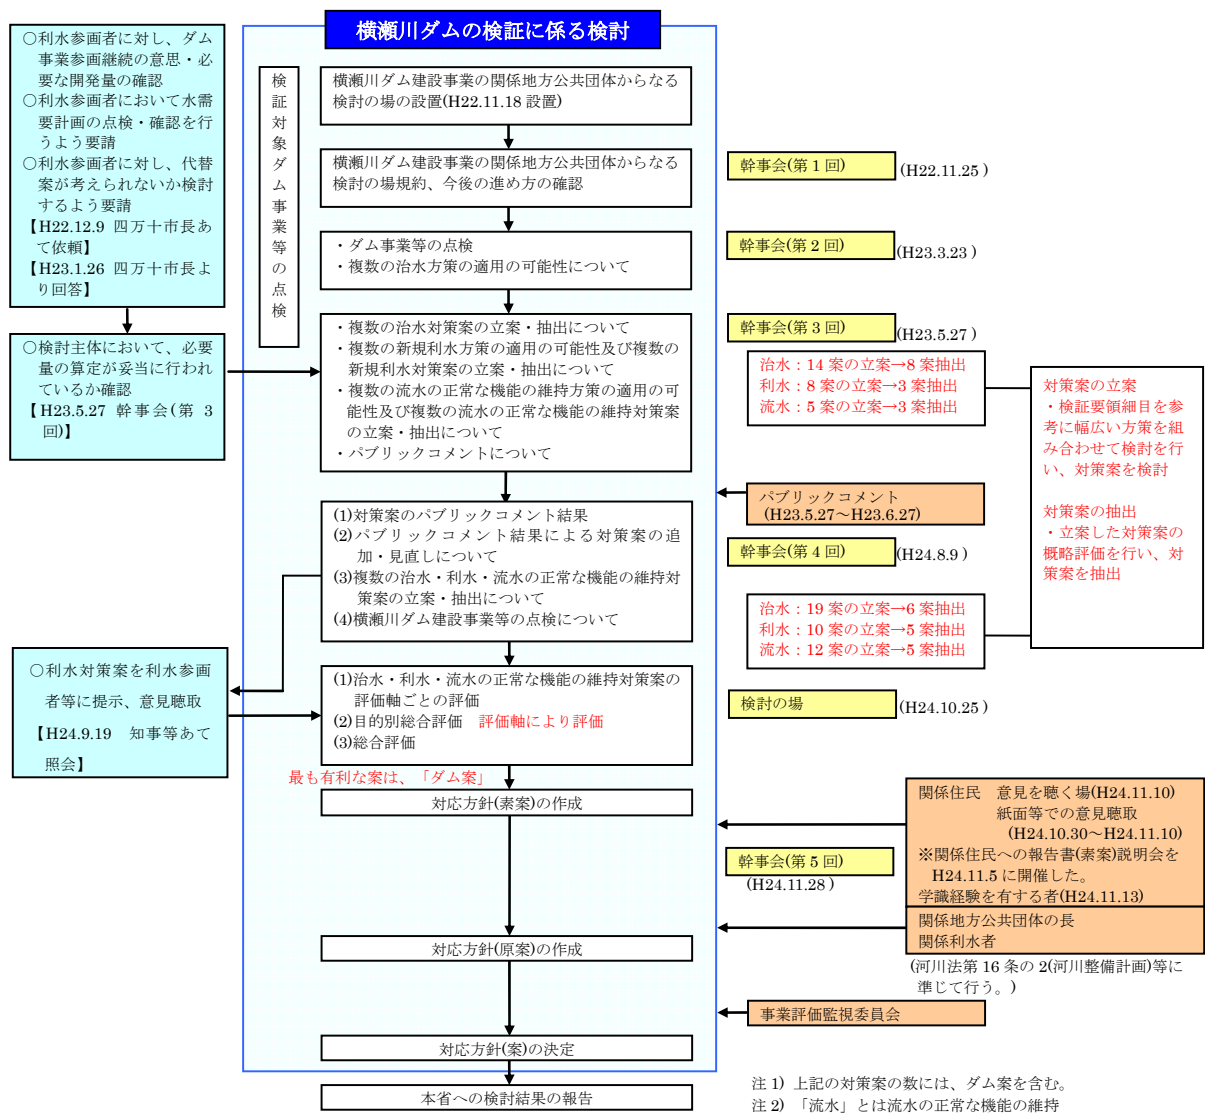 横瀬川ダムの検証に係る検討
○利水参画者に対し、ダム
事業参画継続の意思・必
要な開発量の確認
○利水参画者において水需
要計画の点検・確認を行
うよう要請
○利水参画者に対し、代替
案が考えられないか検討
するよう要請
【H22.12.9 四万十市長あ
て依頼】
【H23.1.26 四万十市長よ
り回答】
○検討主体において、必要
量の算定が妥当に行われ
ているか確認
【H23.5.27 幹事会(第 3
回)】
○利水対策案を利水参画
者等に提示、意見聴取
【H24.9.19 知事等あて
照会】
検証対象ダム事業等の点検
横瀬川ダム建設事業の関係地方公共団体からなる
検討の場の設置(H22.11.18 設置)
横瀬川ダム建設事業の関係地方公共団体からなる
検討の場規約、今後の進め方の確認
・ダム事業等の点検
・複数の治水方策の適用の可能性について
・複数の治水対策案の立案・抽出について
・複数の新規利水方策の適用の可能性及び複数の
新規利水対策案の立案・抽出について
・複数の流水の正常な機能の維持方策の適用の可
能性及び複数の流水の正常な機能の維持対策案
の立案・抽出について
・パブリックコメントについて
(1)対策案のパブリックコメント結果
(2)パブリックコメント結果による対策案の追
加・見直しについて
(3)複数の治水・利水・流水の正常な機能の維持対
策案の立案・抽出について
(4)横瀬川ダム建設事業等の点検について
(1)治水・利水・流水の正常な機能の維持対策案の
評価軸ごとの評価
(2)目的別総合評価 評価軸により評価
(3)総合評価
最も有利な案は、「ダム案」
対応方針(素案)の作成
対応方針(原案)の作成
対応方針(案)の決定
本省への検討結果の報告
幹事会(第 1 回)
(H22.11.25 )
幹事会(第 2 回)
(H23.3.23 )
幹事会(第 3 回)
(H23.5.27 )
治水：14 案の立案→8 案抽出
利水：8 案の立案→3 案抽出
流水：5 案の立案→3 案抽出
パブリックコメント
(H23.5.27～H23.6.27)
幹事会(第 4 回)
(H24.8.9 )
治水：19 案の立案→6 案抽出
利水：10 案の立案→5 案抽出
流水：12 案の立案→5 案抽出
対策案の立案
・検証要領細目を参
考に幅広い方策を組
み合わせて検討を行
い、対策案を検討
対策案の抽出
・立案した対策案の
概略評価を行い、対
策案を抽出
検討の場
(H24.10.25 )
関係住民 意見を聴く場(H24.11.10)
紙面等での意見聴取
(H24.10.30～H24.11.10)
※関係住民への報告書(素案)説明会を
H24.11.5 に開催した。
学識経験を有する者(H24.11.13)
幹事会(第 5 回)
(H24.11.28 )
関係地方公共団体の長
関係利水者
(河川法第 16 条の 2(河川整備計画)等に
準じて行う。)
事業評価監視委員会
注 1) 上記の対策案の数には、ダム案を含む。
注 2) 「流水」とは流水の正常な機能の維持